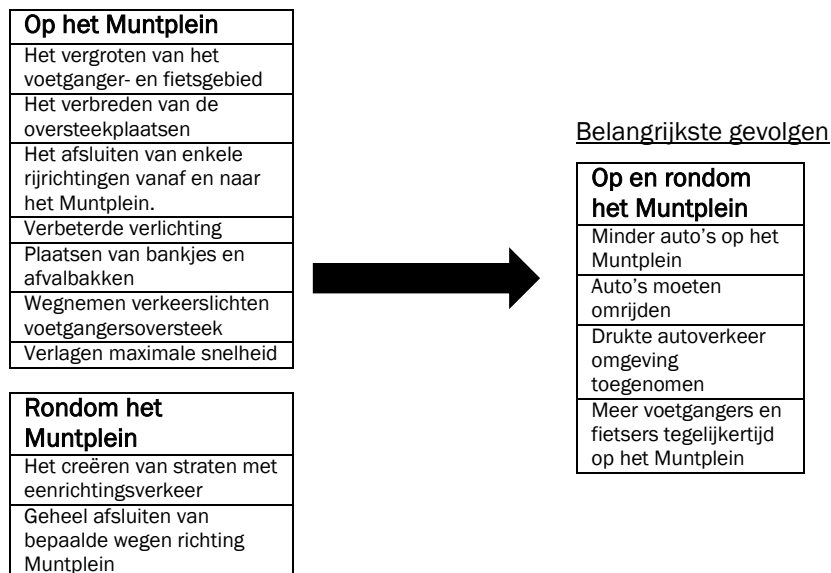 Op het Muntplein
Het vergroten van het
voetganger- en fietsgebied
Het verbreden van de
oversteekplaatsen
Het afsluiten van enkele
rijrichtingen vanaf en naar
het Muntplein.
Verbeterde verlichting
Plaatsen van bankjes en
afvalbakken
Wegnemen verkeerslichten
voetgangersoversteek
Verlagen maximale snelheid
Rondom het
Muntplein
Het creëren van straten met
eenrichtingsverkeer
Geheel afsluiten van
bepaalde wegen richting
Muntplein
Belangrijkste gevolgen
Op en rondom
het Muntplein
Minder auto's op het
Muntplein
Auto's moeten
omrijden
Drukte autoverkeer
omgeving
toegenomen
Meer voetgangers en
fietsers tegelijkertijd
op het Muntplein